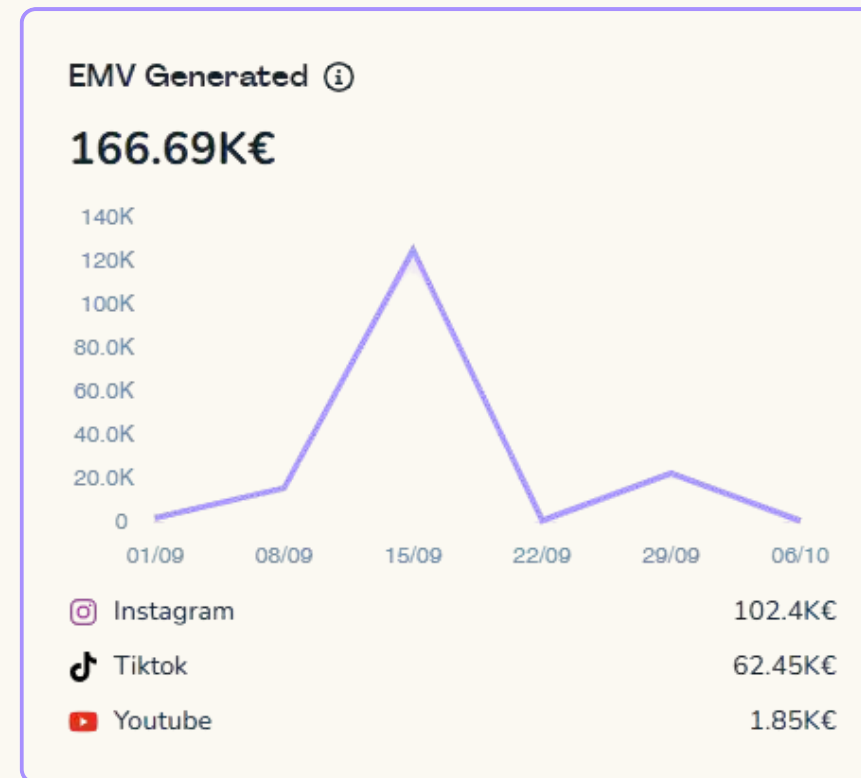 EMV Generated
166.69K€
140K
120K
100K
80.0K
60.0K
40.0K
20.0K
0
01/09 08/09 15/09 22/09 29/09 06/10
Instagram 102.4K€
Tiktok 62.45K€
Youtube 1.85K€